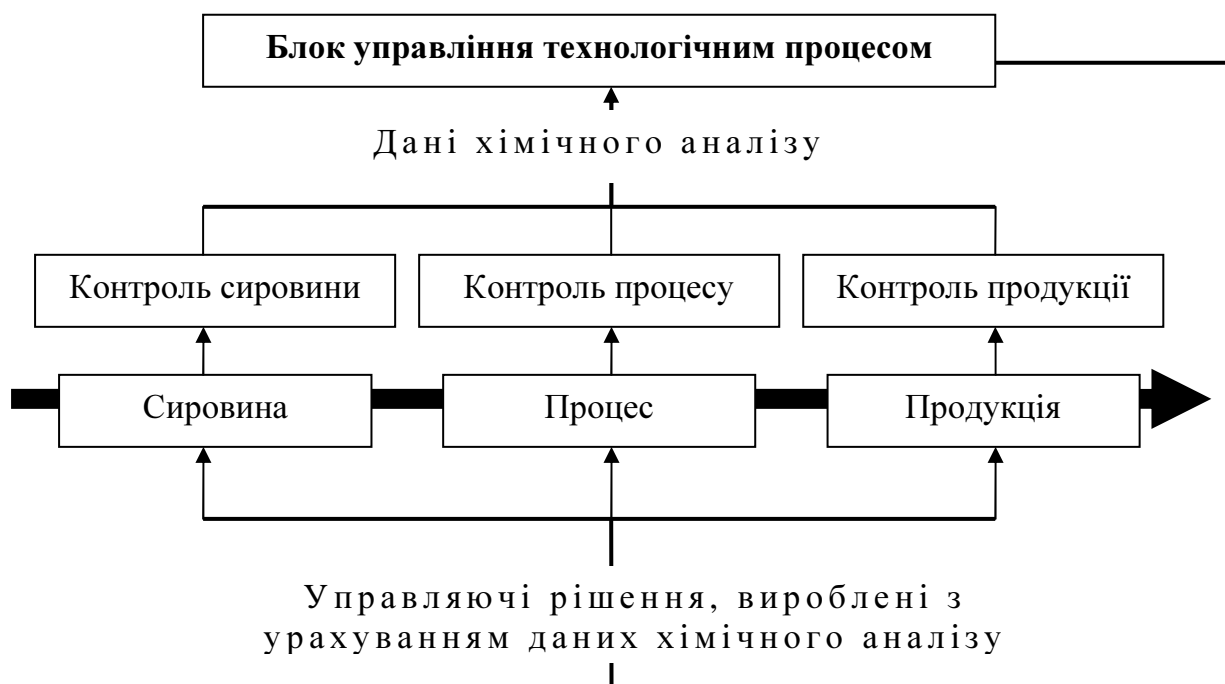 Блок управління технологічним процесом
Дані хімічного аналізу
Контроль сировини
Контроль процесу
Контроль продукції
Сировина
Процес
Продукція
Управляючі рішення, вироблені з
урахуванням даних хімічного аналізу